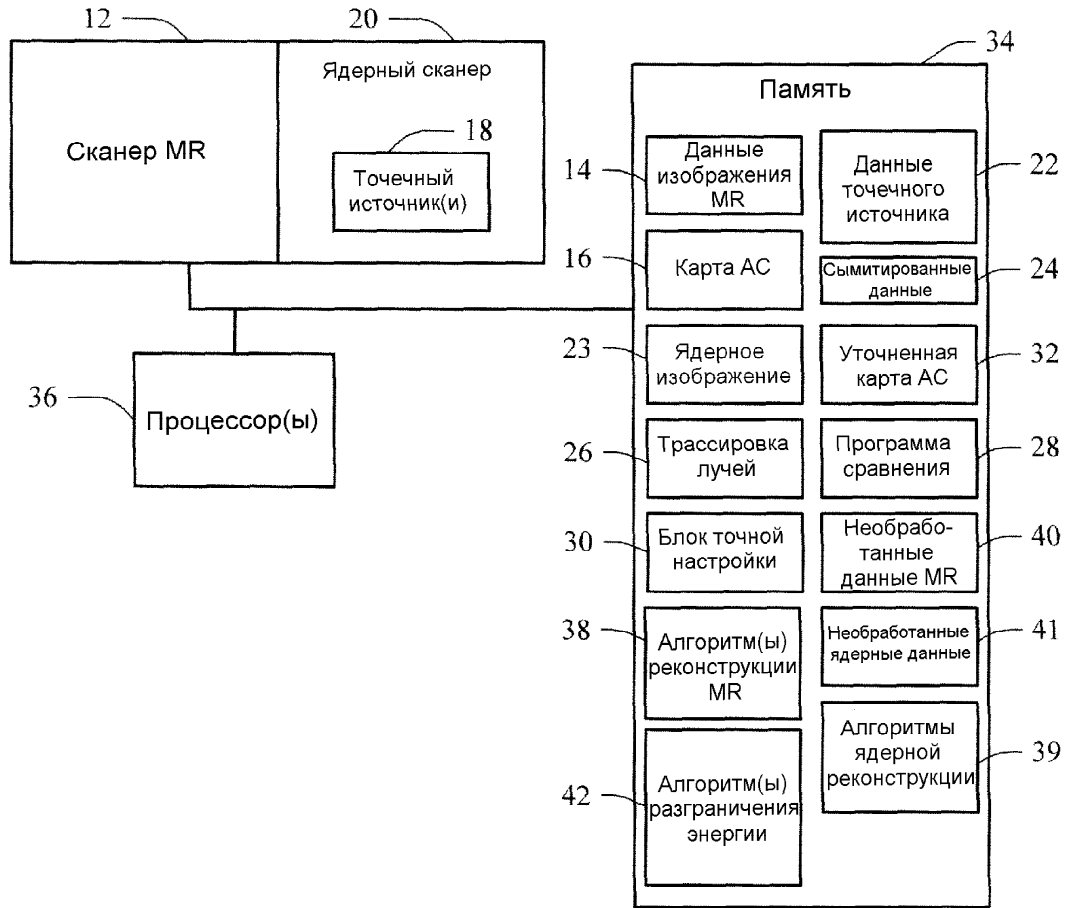 12
20
34
Ядерный сканер
Память
Сканер MR
18
Точечный
источник(и)
14
Данные
изображения
MR
Данные
точечного
источника
22
16
Карта АС
Сымитированные
данные
24
23
Ядерное
изображение
Уточненная
карта АС
32
36
Процессор(ы)
26
Трассировка
лучей
Программа
сравнения
28
30
Блок точной
настройки
Необрабо-
танные
данные MR
40
38
Алгоритм(ы)
реконструкции
MR
Необработанные
ядерные данные
41
42
Алгоритм(ы)
разграничения
энергии
Алгоритмы
ядерной
реконструкции
39